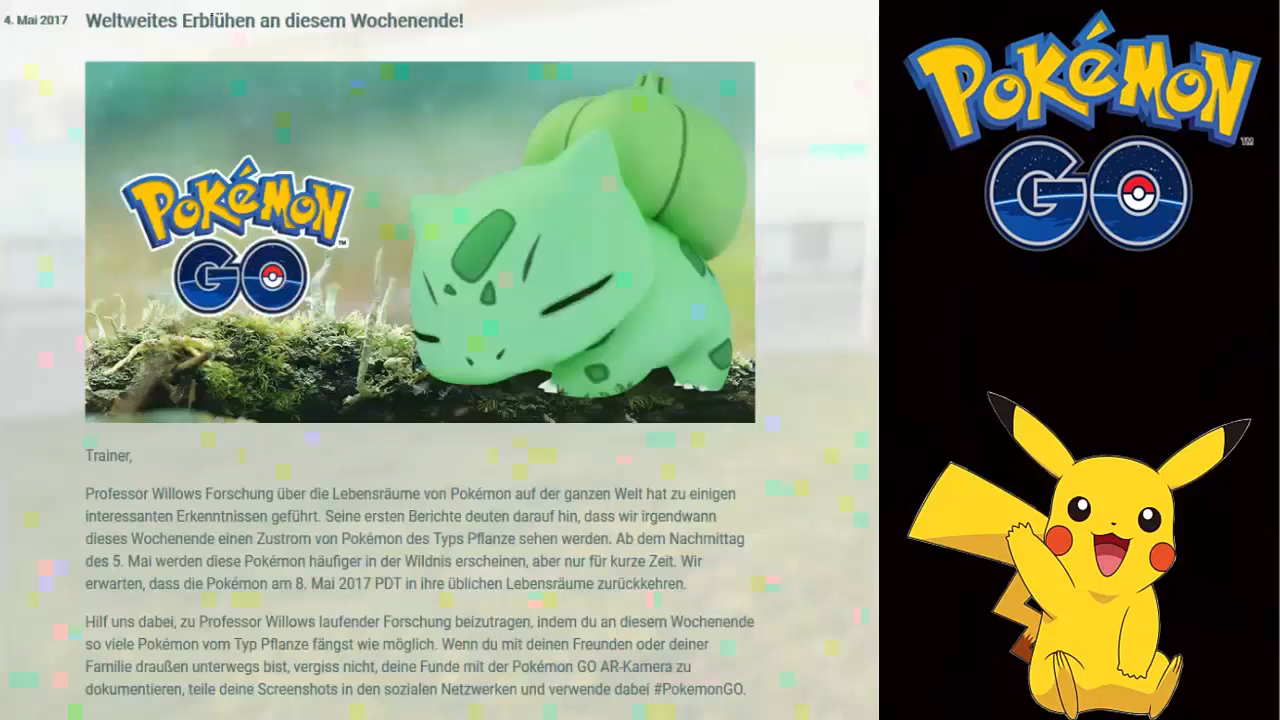 4. Mai 2017
Weltweites Erblühen an diesem Wochenende!
POKÉMON
GO
TM
POKÉMON
GO
TM
Trainer,
Professor Willows Forschung über die Lebensräume von Pokémon auf der ganzen Welt hat zu einigen
interessanten Erkenntnissen geführt. Seine ersten Berichte deuten darauf hin, dass wir irgendwann
dieses Wochenende einen Zustrom von Pokémon des Typs Pflanze sehen werden. Ab dem Nachmittag
des 5. Mai werden diese Pokémon häufiger in der Wildnis erscheinen, aber nur für kurze Zeit. Wir
erwarten, dass die Pokémon am 8. Mai 2017 PDT in ihre üblichen Lebensräume zurückkehren.
Hilf uns dabei, zu Professor Willows laufender Forschung beizutragen, indem du an diesem Wochenende
so viele Pokémon vom Typ Pflanze fängst wie möglich. Wenn du mit deinen Freunden oder deiner
Familie draußen unterwegs bist, vergiss nicht, deine Funde mit der Pokémon GO AR-Kamera zu
dokumentieren, teile deine Screenshots in den sozialen Netzwerken und verwende dabei #PokemonGO.